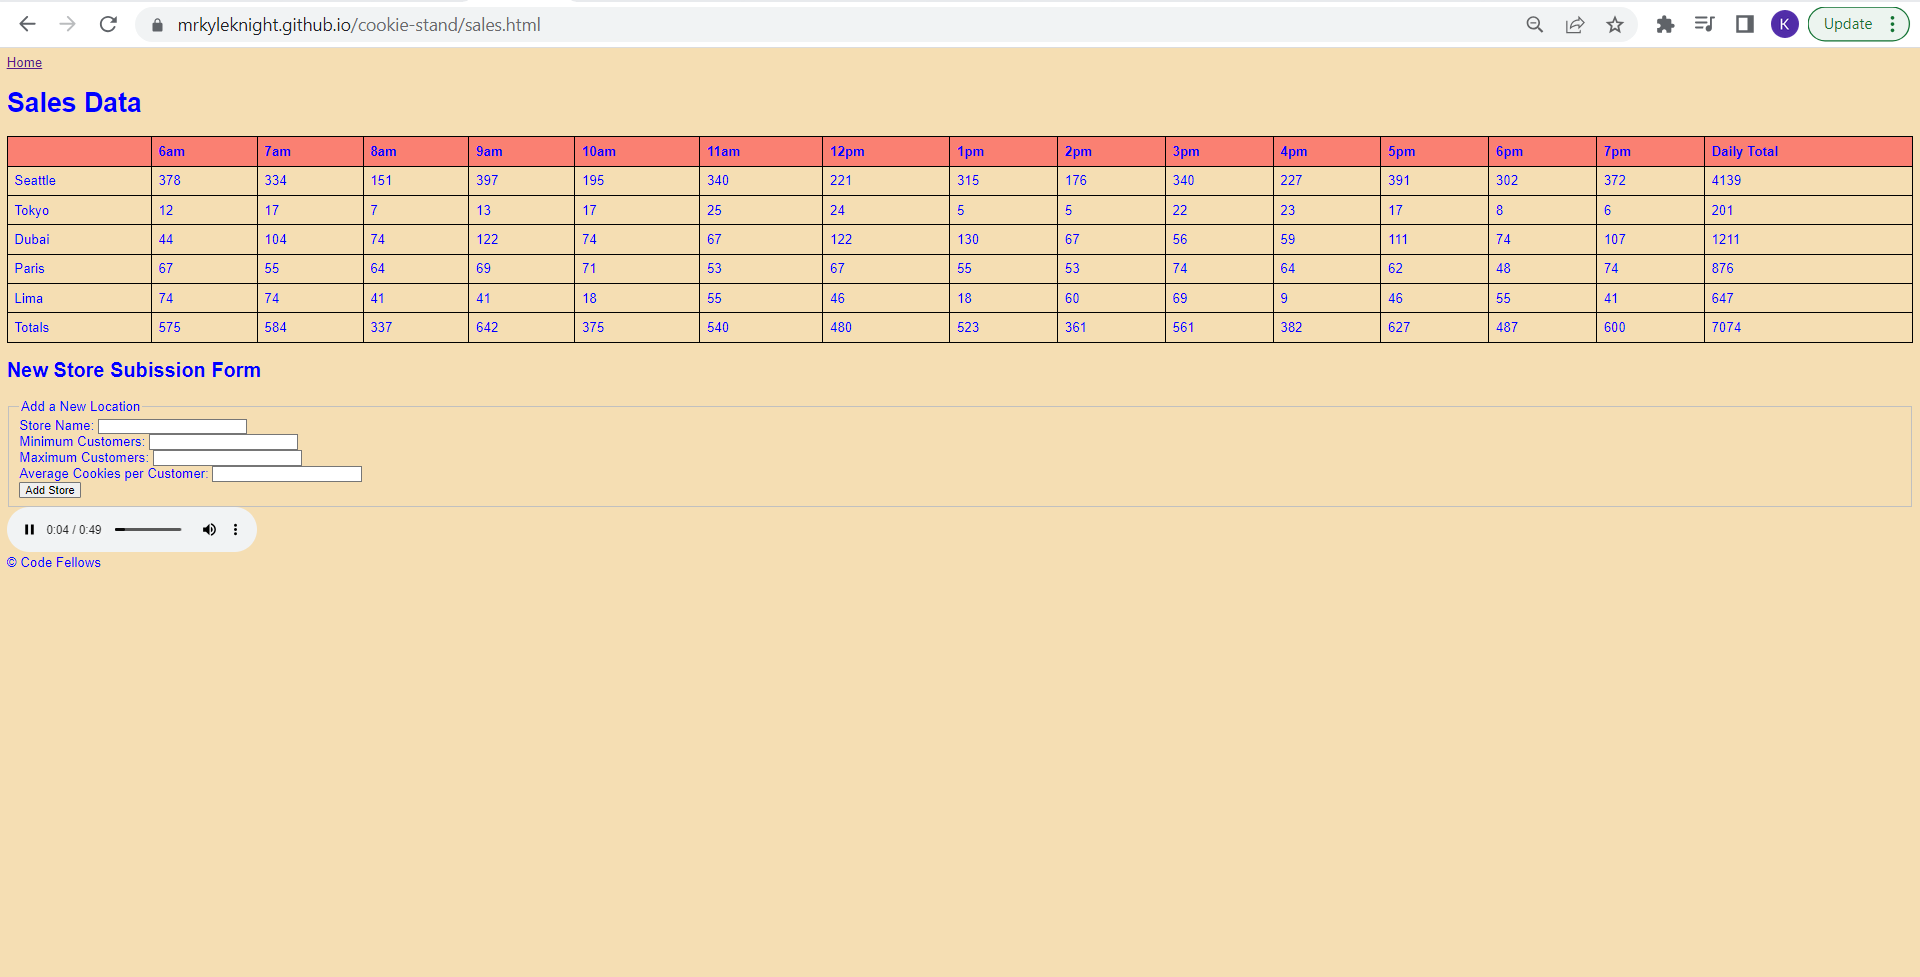 mrkyleknight.github.io/cookie-stand/sales.html K Update
Home
Sales Data
6am 7am 8am 9am 10am 11am 12pm 1pm 2pm 3pm 4pm 5pm 6pm 7pm Daily Total
Seattle 378 334 151 397 195 340 221 315 176 340 227 391 302 372 4139
Tokyo 12 17 7 13 17 25 24 5 5 22 23 17 8 6 201
Dubai 44 104 74 122 74 67 122 130 67 56 59 111 74 107 1211
Paris 67 55 64 69 71 53 67 55 53 74 64 62 48 74 876
Lima 74 74 41 41 18 55 46 18 60 69 9 46 55 41 647
Totals 575 584 337 642 375 540 480 523 361 561 382 627 487 600 7074
New Store Subission Form
Add a New Location
Store Name:
Minimum Customers:
Maximum Customers:
Average Cookies per Customer:
Add Store
0:04 / 0:49
© Code Fellows